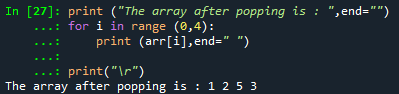 In [27]: print ("The array after popping is : ",end="")
    ...: for i in range (0,4):
    ...:     print (arr[i],end=" ")
    ...:
    ...: print("\r")
The array after popping is : 1 2 5 3